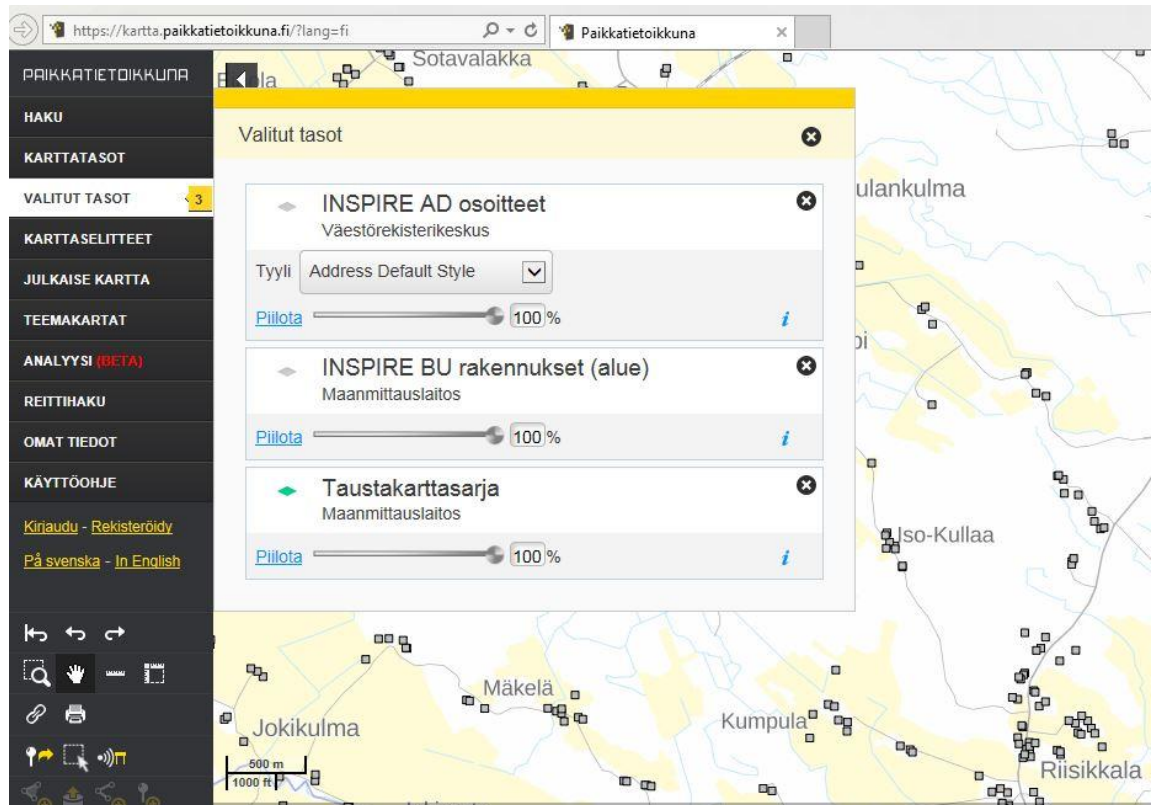 https://kartta.paikkatietoikkuna.fi/?lang=fi
Paikkatietoikkuna
PAIKKATIETOIKKUNA
HAKU
KARTTATASOT
VALITUT TASOT 3
KARTTASELITTEET
JULKAISE KARTTA
TEEMAKARTAT
ANALYYSI (BETA)
REITTIHAKU
OMAT TIEDOT
KÄYTTÖOHJE
Kirjaudu - Rekisteröidy
På svenska - In English
Valitut tasot
INSPIRE AD osoitteet
Väestörekisterikeskus
Tyyli Address Default Style
Piilota 100 % i
INSPIRE BU rakennukset (alue)
Maanmittauslaitos
Piilota 100 % i
Taustakarttasarja
Maanmittauslaitos
Piilota 100 % i
Sotavalakka
ulankulma
Iso-Kullaa
Mäkelä
Jokikulma
Kumpula
Riisikkala
500 m
1000 ft